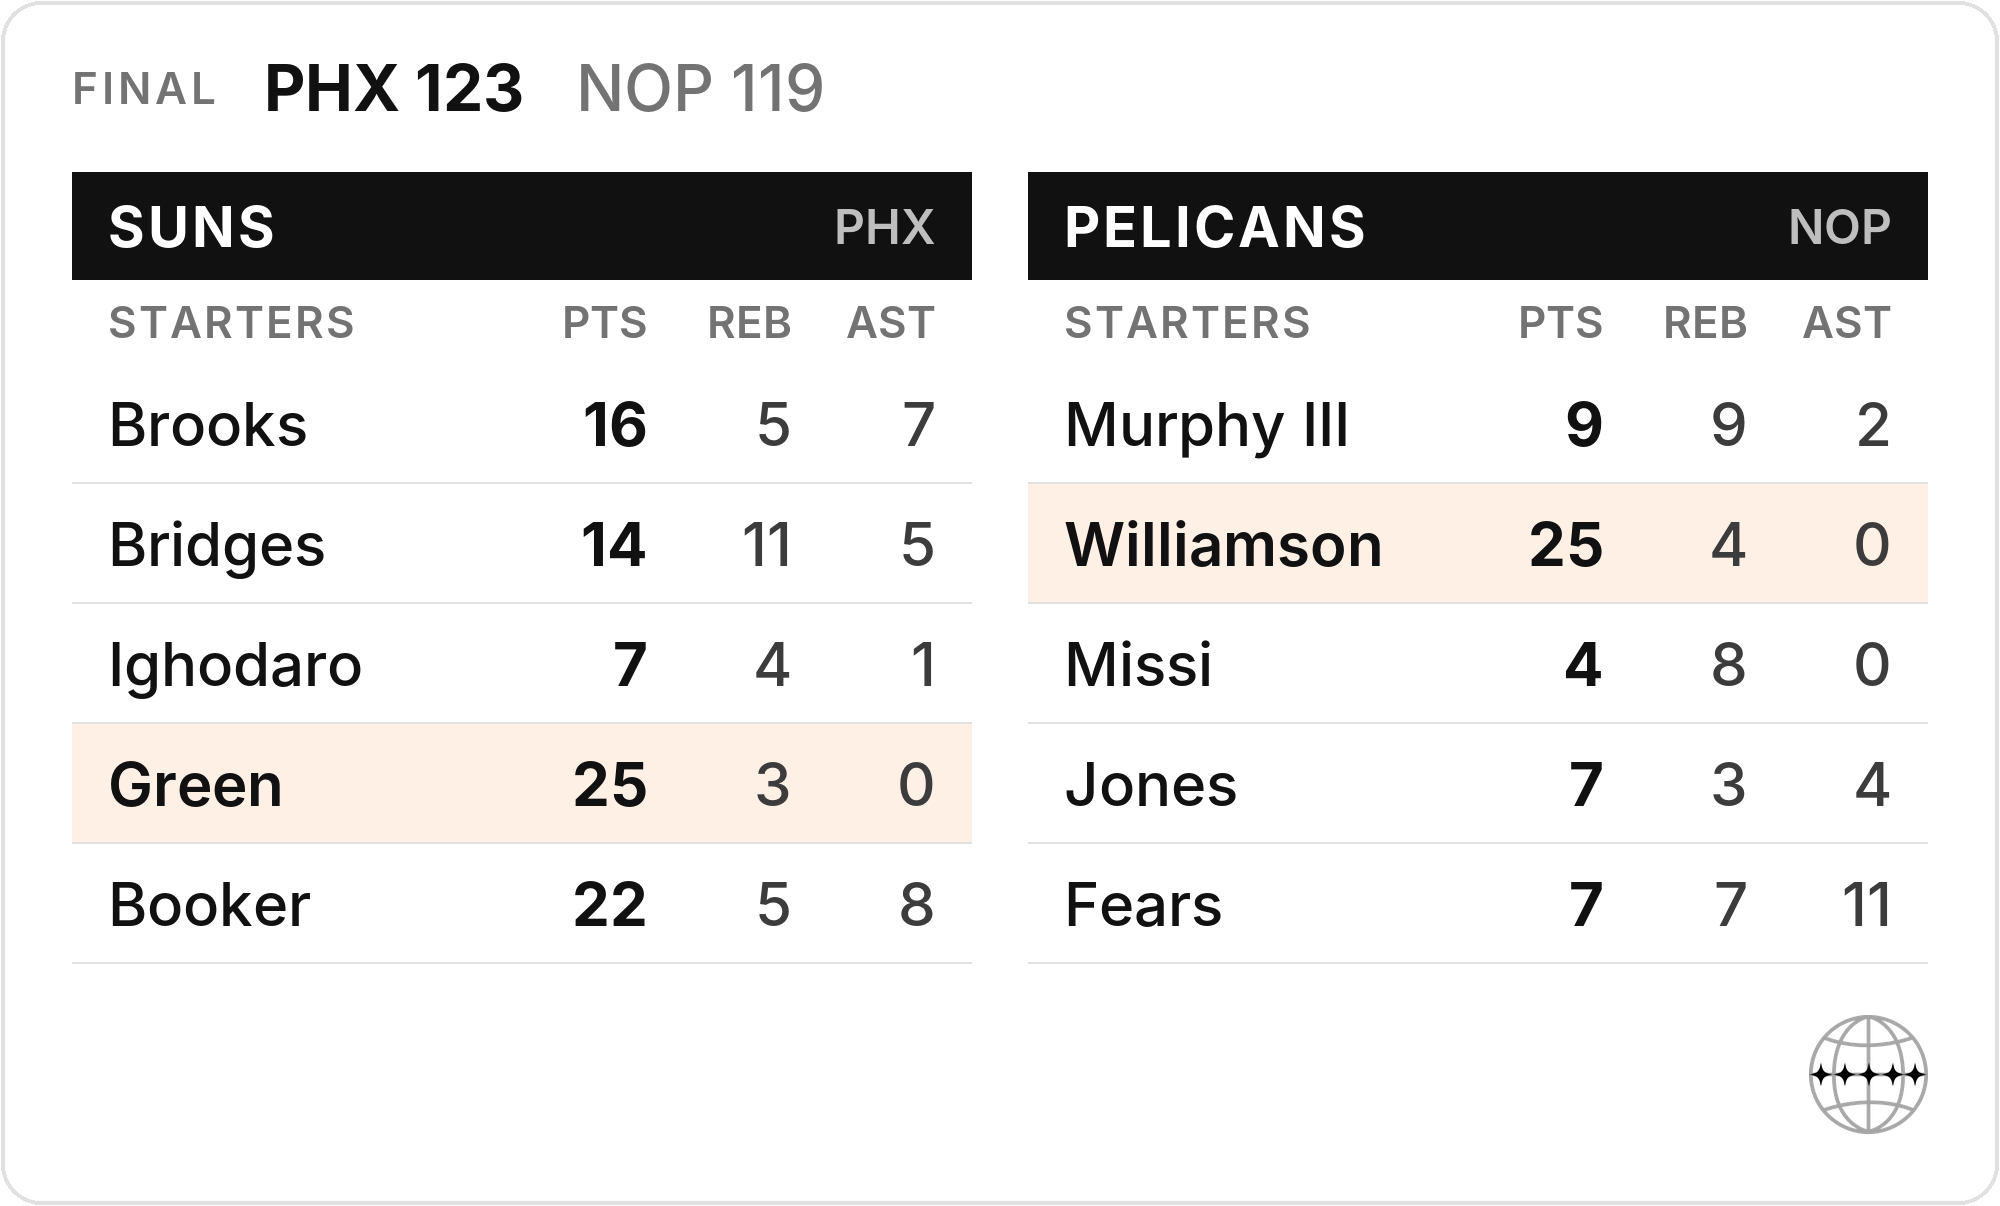 FINAL PHX 123 NOP 119
SUNS PHX
STARTERS PTS REB AST
Brooks 16 5 7
Bridges 14 11 5
Ighodaro 7 4 1
Green 25 3 0
Booker 22 5 8
PELICANS NOP
STARTERS PTS REB AST
Murphy III 9 9 2
Williamson 25 4 0
Missi 4 8 0
Jones 7 3 4
Fears 7 7 11